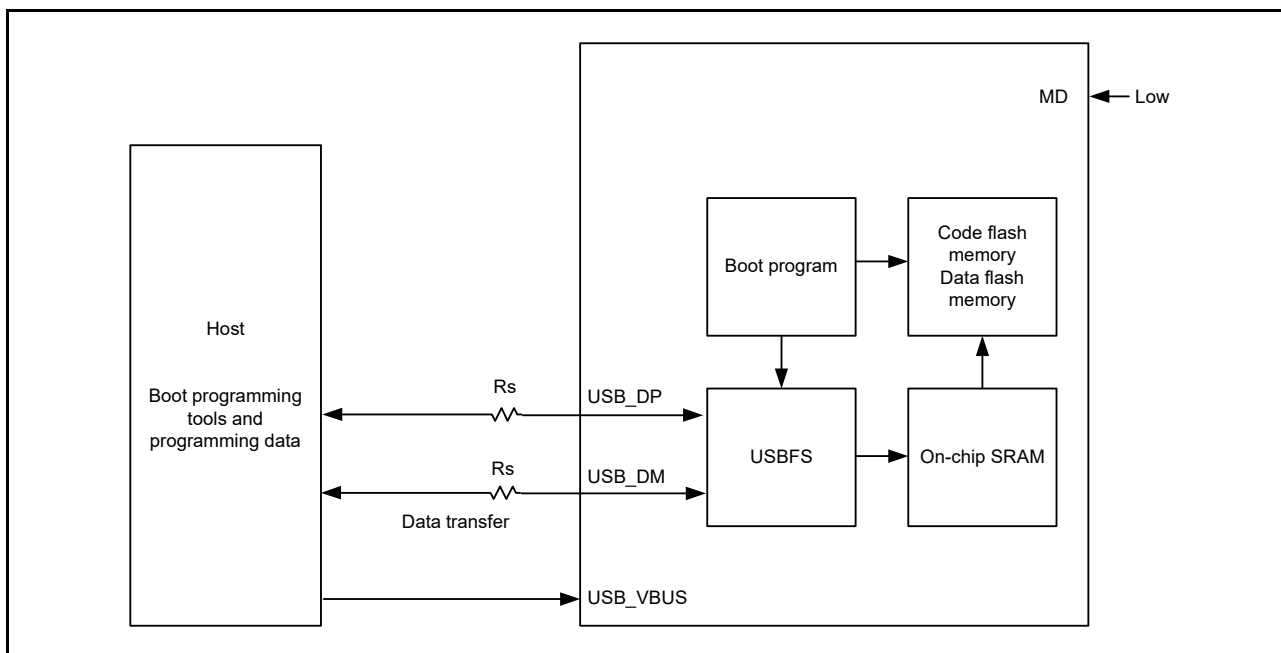 MD
Low
Boot program
Code flash
memory
Data flash
memory
Host
Boot programming
tools and
programming data
Rs
USB_DP
USBFS
On-chip SRAM
Rs
USB_DM
Data transfer
USB_VBUS